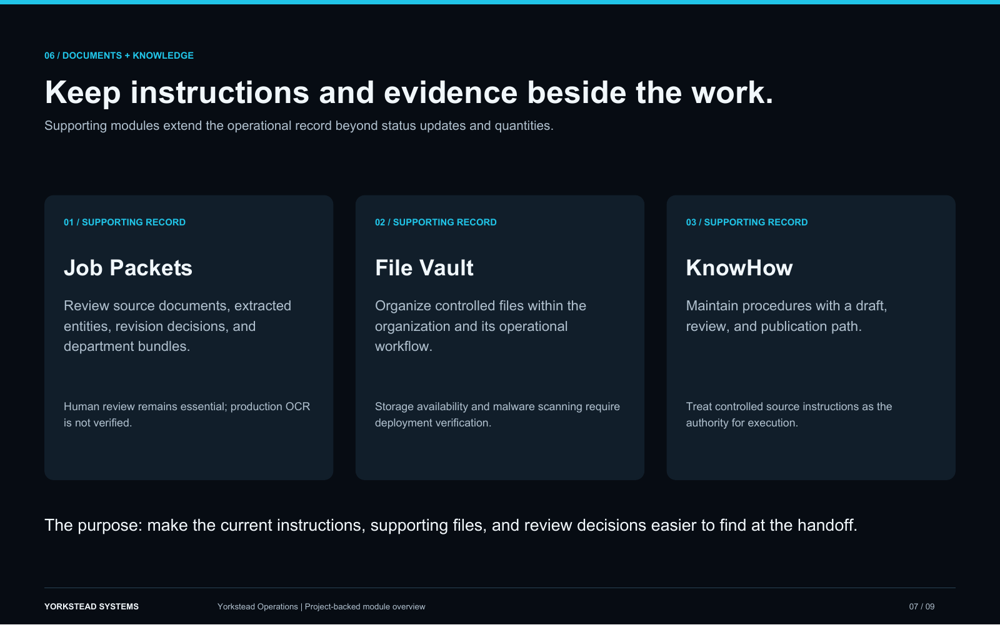 06 / DOCUMENTS + KNOWLEDGE
Keep instructions and evidence beside the work.
Supporting modules extend the operational record beyond status updates and quantities.
01 / SUPPORTING RECORD
Job Packets
Review source documents, extracted
entities, revision decisions, and
department bundles.
Human review remains essential; production OCR
is not verified.
02 / SUPPORTING RECORD
File Vault
Organize controlled files within the
organization and its operational
workflow.
Storage availability and malware scanning require
deployment verification.
03 / SUPPORTING RECORD
KnowHow
Maintain procedures with a draft,
review, and publication path.
Treat controlled source instructions as the
authority for execution.
The purpose: make the current instructions, supporting files, and review decisions easier to find at the handoff.
YORKSTEAD SYSTEMS
Yorkstead Operations | Project-backed module overview
07 / 09